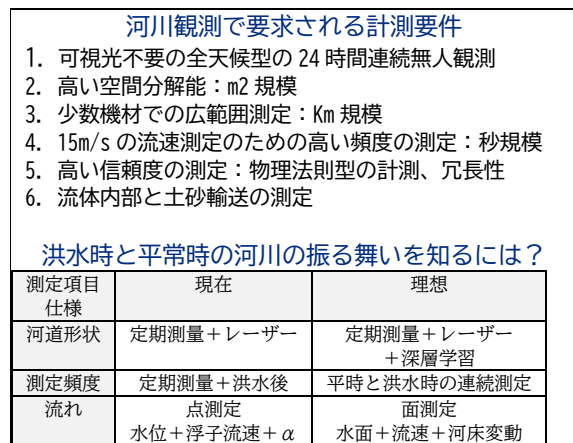 河川観測で要求される計測要件
1. 可視光不要の全天候型の 24 時間連続無人観測
2. 高い空間分解能：m2 規模
3. 少数機材での広範囲測定：Km 規模
4. 15m/s の流速測定のための高い頻度の測定：秒規模
5. 高い信頼度の測定：物理法則型の計測、冗長性
6. 流体内部と土砂輸送の測定
洪水時と平常時の河川の振る舞いを知るには？
測定項目 現在 理想
仕様
河道形状 定期測量＋レーザー 定期測量＋レーザー
＋深層学習
測定頻度 定期測量＋洪水後 平時と洪水時の連続測定
流れ 点測定 面測定
水位＋浮子流速＋α 水面＋流速＋河床変動